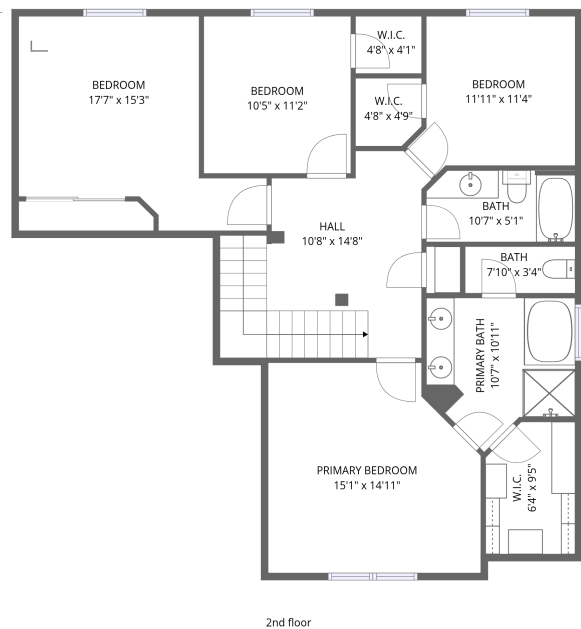 W.I.C.
4'8" x 4'1"
BEDROOM
17'7" x 15'3"
BEDROOM
10'5" x 11'2"
BEDROOM
11'11" x 11'4"
W.I.C.
4'8" x 4'9"
BATH
10'7" x 5'1"
HALL
10'8" x 14'8"
BATH
7'10" x 3'4"
PRIMARY BATH
10'7" x 10'11"
PRIMARY BEDROOM
15'1" x 14'11"
W.I.C.
6'4" x 9'5"
2nd floor